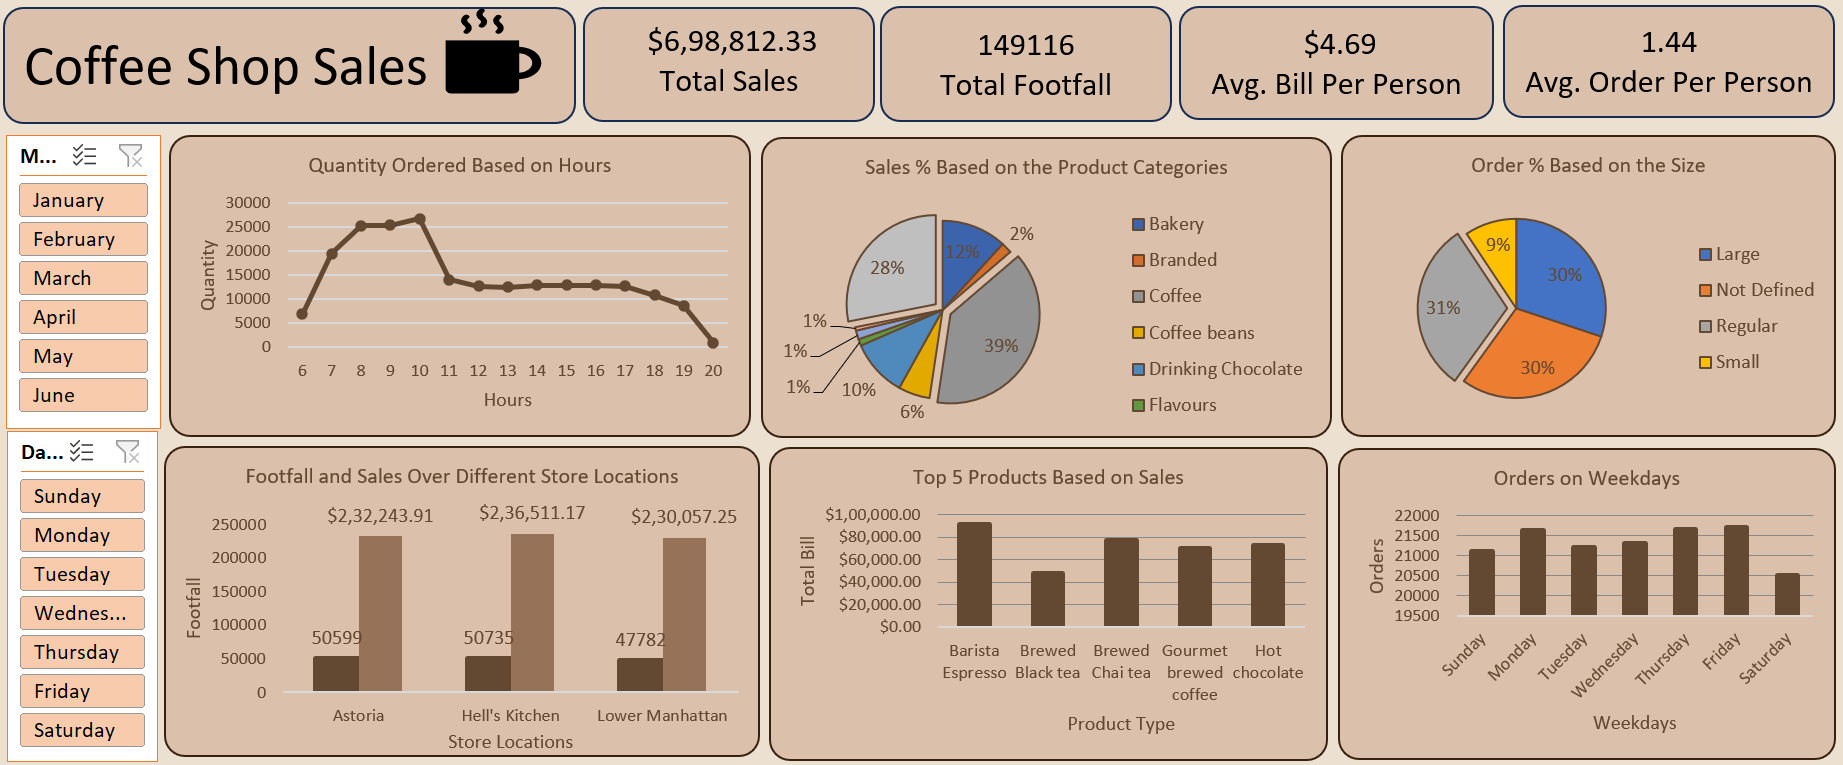 Coffee Shop Sales
$6,98,812.33
Total Sales
149116
Total Footfall
$4.69
Avg. Bill Per Person
1.44
Avg. Order Per Person
M...
January
February
March
April
May
June
Da...
Sunday
Monday
Tuesday
Wednes...
Thursday
Friday
Saturday
Quantity Ordered Based on Hours
Quantity
30000
25000
20000
15000
10000
5000
0
6 7 8 9 10 11 12 13 14 15 16 17 18 19 20
Hours
Sales % Based on the Product Categories
12%
2%
39%
6%
10%
1%
1%
1%
28%
Bakery
Branded
Coffee
Coffee beans
Drinking Chocolate
Flavours
Order % Based on the Size
30%
30%
31%
9%
Large
Not Defined
Regular
Small
Footfall and Sales Over Different Store Locations
Footfall
250000
200000
150000
100000
50000
0
$2,32,243.91 $2,36,511.17 $2,30,057.25
50599 50735 47782
Astoria Hell's Kitchen Lower Manhattan
Store Locations
Top 5 Products Based on Sales
Total Bill
$1,00,000.00
$80,000.00
$60,000.00
$40,000.00
$20,000.00
$0.00
Barista Brewed Brewed Gourmet Hot
Espresso Black tea Chai tea brewed chocolate
coffee
Product Type
Orders on Weekdays
Orders
22000
21500
21000
20500
20000
19500
Sunday Monday Tuesday Wednesday Thursday Friday Saturday
Weekdays